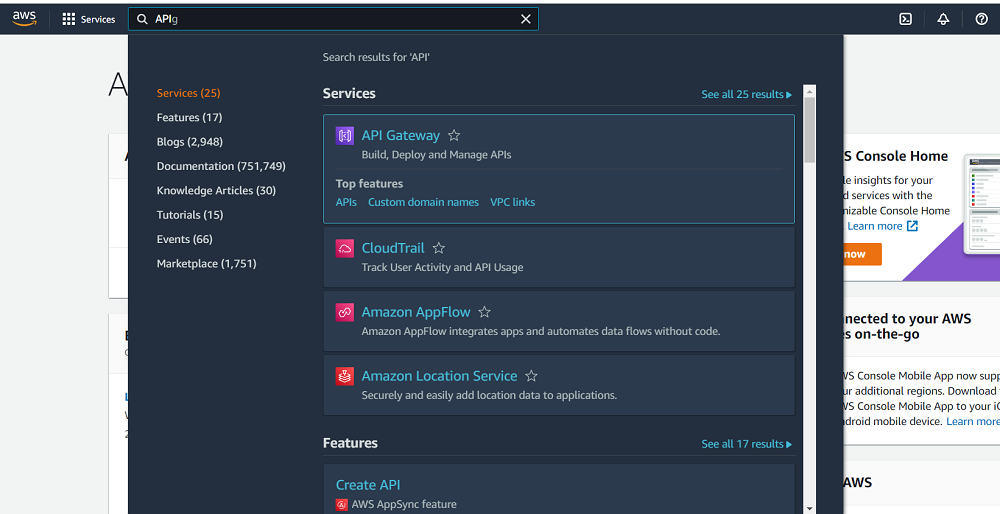 aws
Services
APIg
Search results for 'API'
Services (25)
Features (17)
Blogs (2,948)
Documentation (751,749)
Knowledge Articles (30)
Tutorials (15)
Events (66)
Marketplace (1,751)
Services
See all 25 results
API Gateway
Build, Deploy and Manage APIs
Top features
APIs Custom domain names VPC links
CloudTrail
Track User Activity and API Usage
Amazon AppFlow
Amazon AppFlow integrates apps and automates data flows without code.
Amazon Location Service
Securely and easily add location data to applications.
Features
See all 17 results
Create API
AWS AppSync feature
S Console Home
le insights for your
d services with the
nizable Console Home
Learn more
now
nnected to your AWS
es on-the-go
WS Console Mobile App now supp
ur additional regions. Download
WS Console Mobile App to your iO
ndroid mobile device. Learn more
AWS